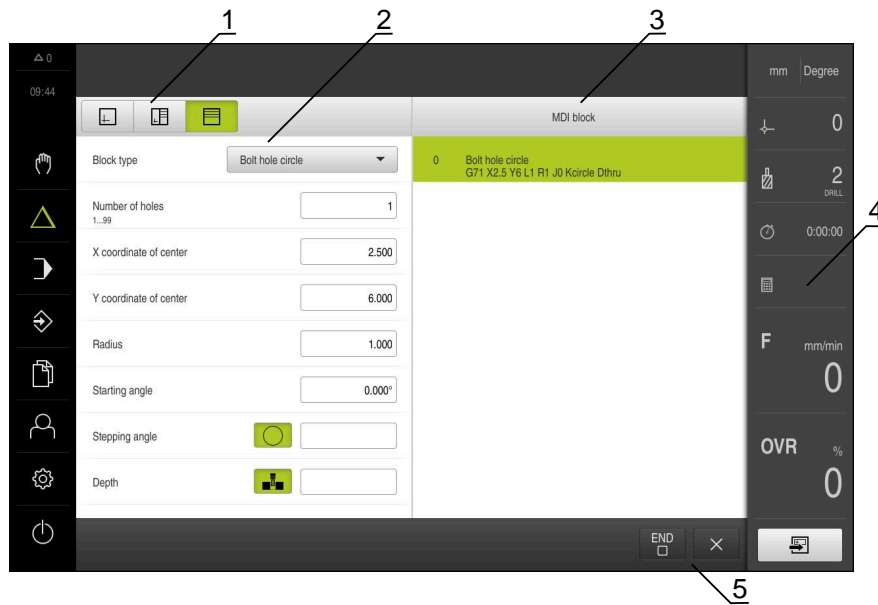 1
2
3
0
09:44
mm Degree
MDI block
0
Block type
Bolt hole circle
0 Bolt hole circle
G71 X2.5 Y6 L1 R1 J0 Kcircle Dthru
2
DRILL
Number of holes
1...99
1
4
0:00:00
X coordinate of center
2.500
Y coordinate of center
6.000
Radius
1.000
F mm/min
0
Starting angle
0.000°
Stepping angle
OVR %
0
Depth
END
5